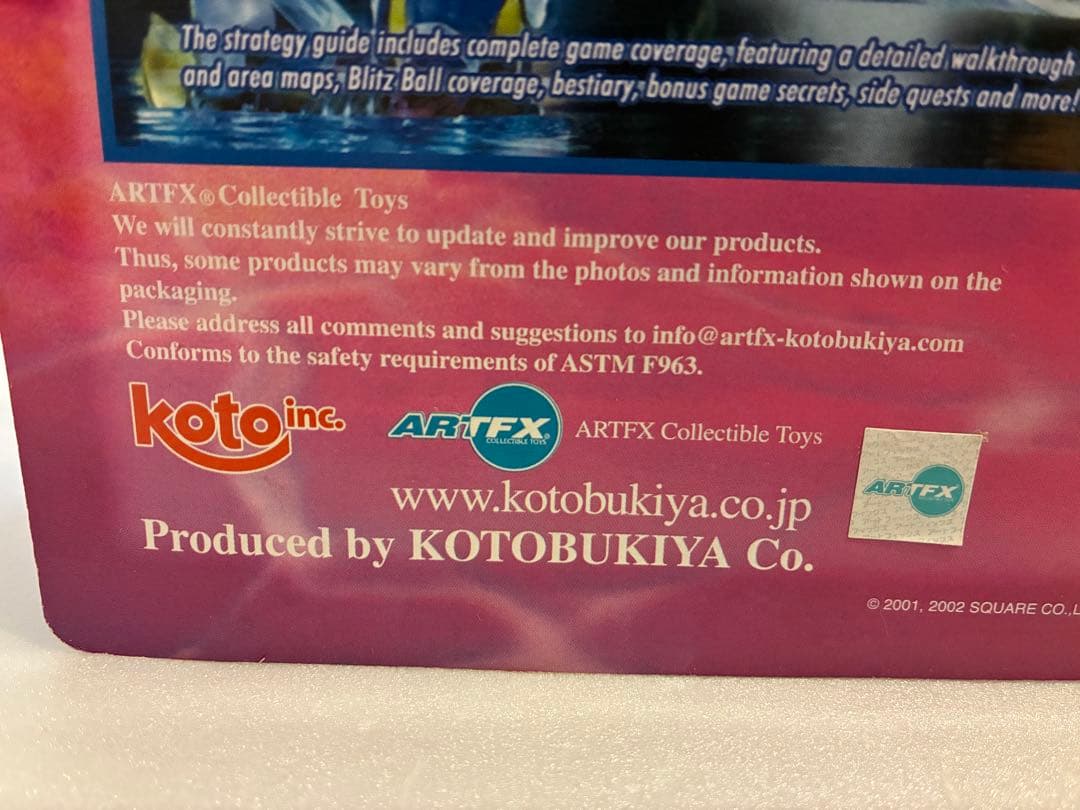 The strategy guide includes complete game coverage, featuring a detailed walkthrough
and area maps, Blitz Ball coverage, bestiary, bonus game secrets, side quests and more!
ARTFX® Collectible Toys
We will constantly strive to update and improve our products.
Thus, some products may vary from the photos and information shown on the
packaging.
Please address all comments and suggestions to info@artfx-kotobukiya.com
Conforms to the safety requirements of ASTM F963.
koto inc.
ARTFX
COLLECTIBLE TOYS
ARTFX Collectible Toys
ARTFX
www.kotobukiya.co.jp
Produced by KOTOBUKIYA Co.
© 2001, 2002 SQUARE CO.,L